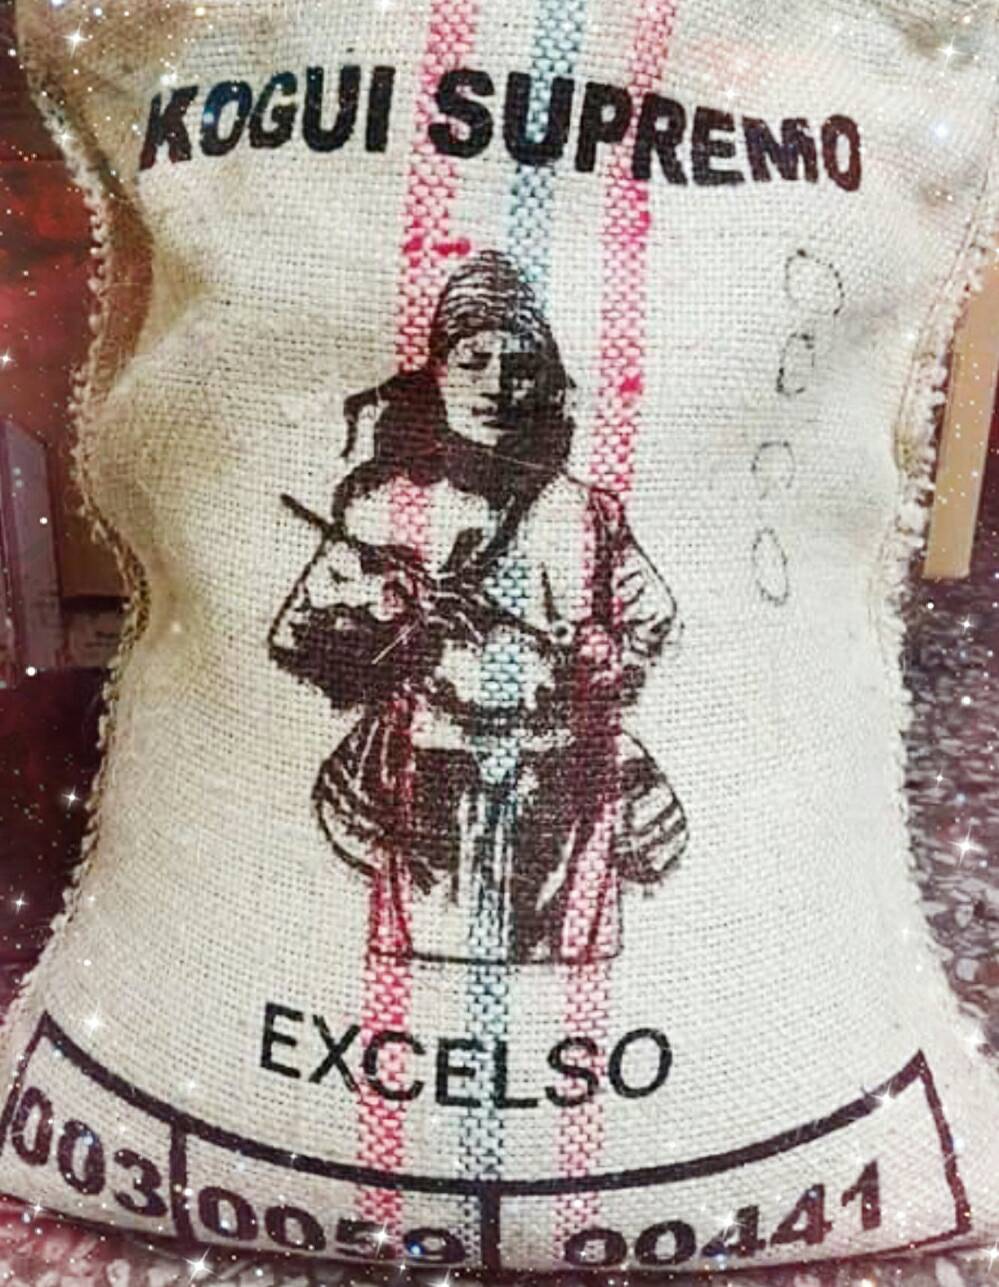 KOGUI SUPREMO
EXCELSO
003 0059 00441